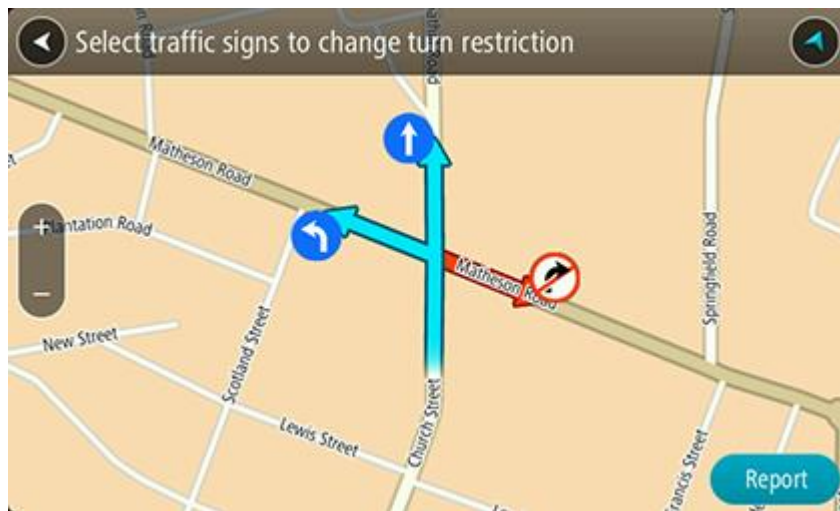 Select traffic signs to change turn restriction
Road
Matheson Road
Plantation Road
Matheson Road
Springfield Road
New Street
Scotland Street
Lewis Street
Church Street
Francis Street
Report